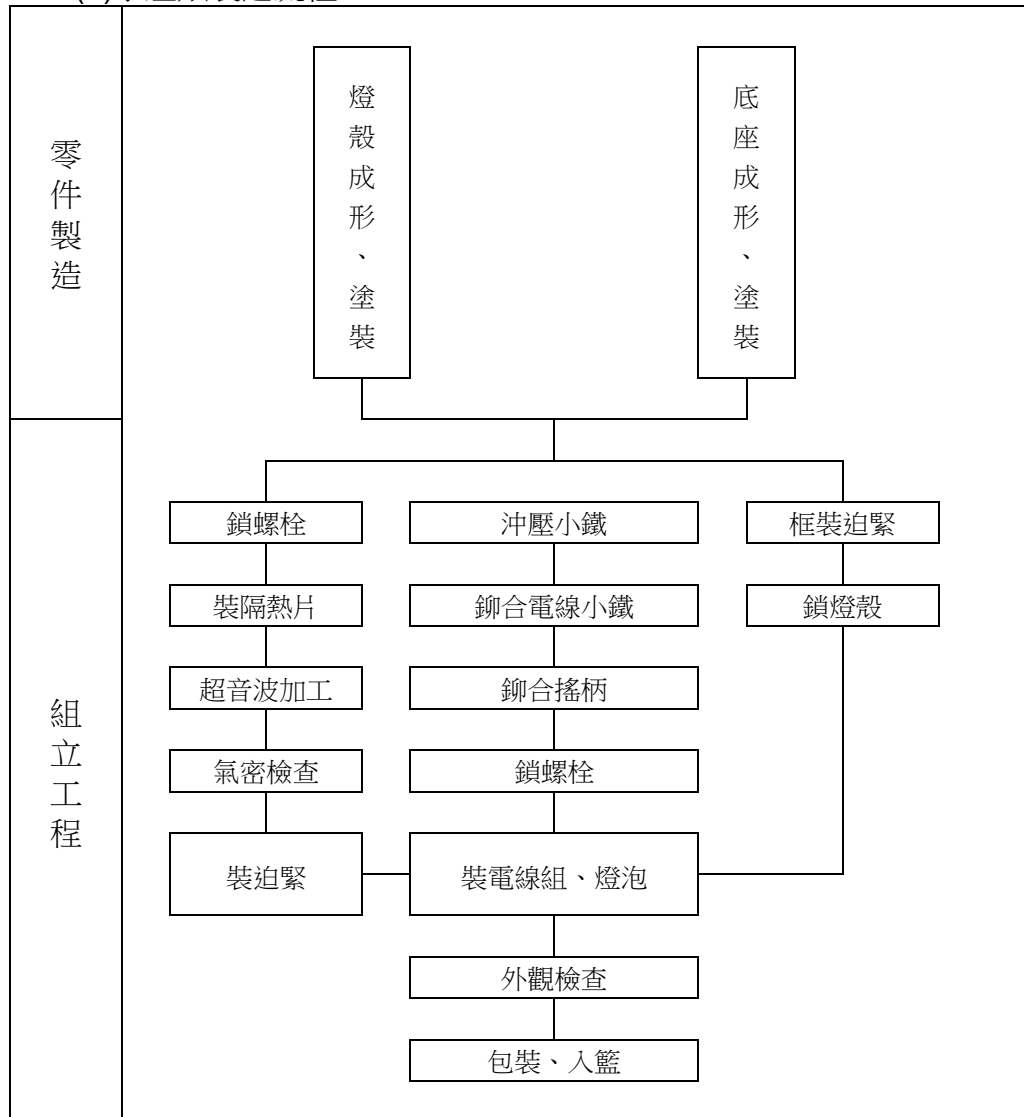 零件製造
燈殼成形、塗裝
底座成形、塗裝
組立工程
鎖螺栓
沖壓小鐵
框裝迫緊
裝隔熱片
鉚合電線小鐵
鎖燈殼
超音波加工
鉚合搖柄
氣密檢查
鎖螺栓
裝迫緊
裝電線組、燈泡
外觀檢查
包裝、入籃